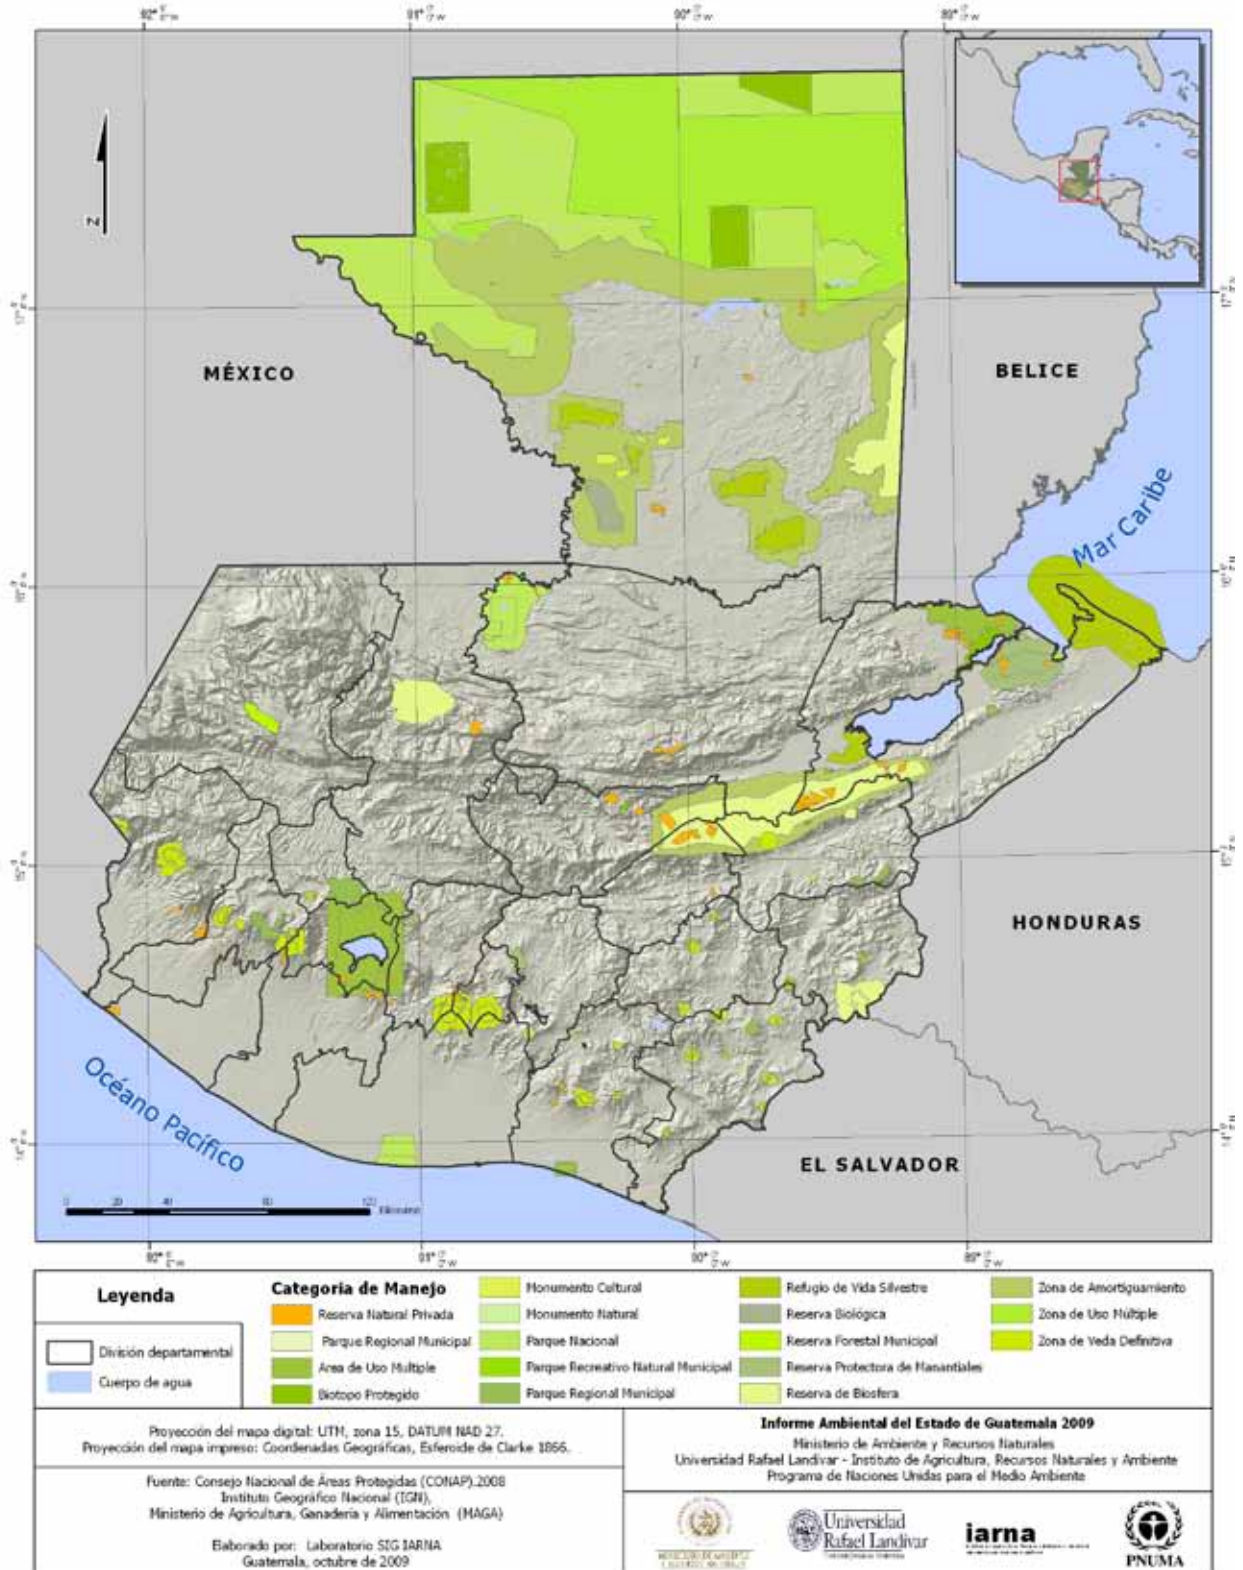 MÉXICO
BELICE
Mar Caribe
HONDURAS
Océano Pacífico
EL SALVADOR
0 20 40 80 120
Leyenda
División departamental
Cuerpo de agua
Categoría de Manejo
Reserva Natural Privada
Parque Regional Municipal
Area de Uso Multiple
Biotopo Protegido
Monumento Cultural
Monumento Natural
Parque Nacional
Parque Recreativo Natural Municipal
Parque Regional Municipal
Refugio de Vida Silvestre
Reserva Biológica
Reserva Forestal Municipal
Reserva Protectora de Manantiales
Reserva de Biosfera
Zona de Amortiguamiento
Zona de Uso Múltiple
Zona de Veda Definitiva
Proyección del mapa digital: UTM, zona 15, DATUM NAD 27.
Proyección del mapa impreso: Coordenadas Geográficas, Esferoide de Clarke 1866.
Fuente: Consejo Nacional de Áreas Protegidas (CONAP).2008
Instituto Geográfico Nacional (IGN),
Ministerio de Agricultura, Ganadería y Alimentación (MAGA)
Elaborado por: Laboratorio SIG IARNA
Guatemala, octubre de 2009
Informe Ambiental del Estado de Guatemala 2009
Ministerio de Ambiente y Recursos Naturales
Universidad Rafael Landívar - Instituto de Agricultura, Recursos Naturales y Ambiente
Programa de Naciones Unidas para el Medio Ambiente
Universidad
Rafael Landívar
iarna
PNUMA